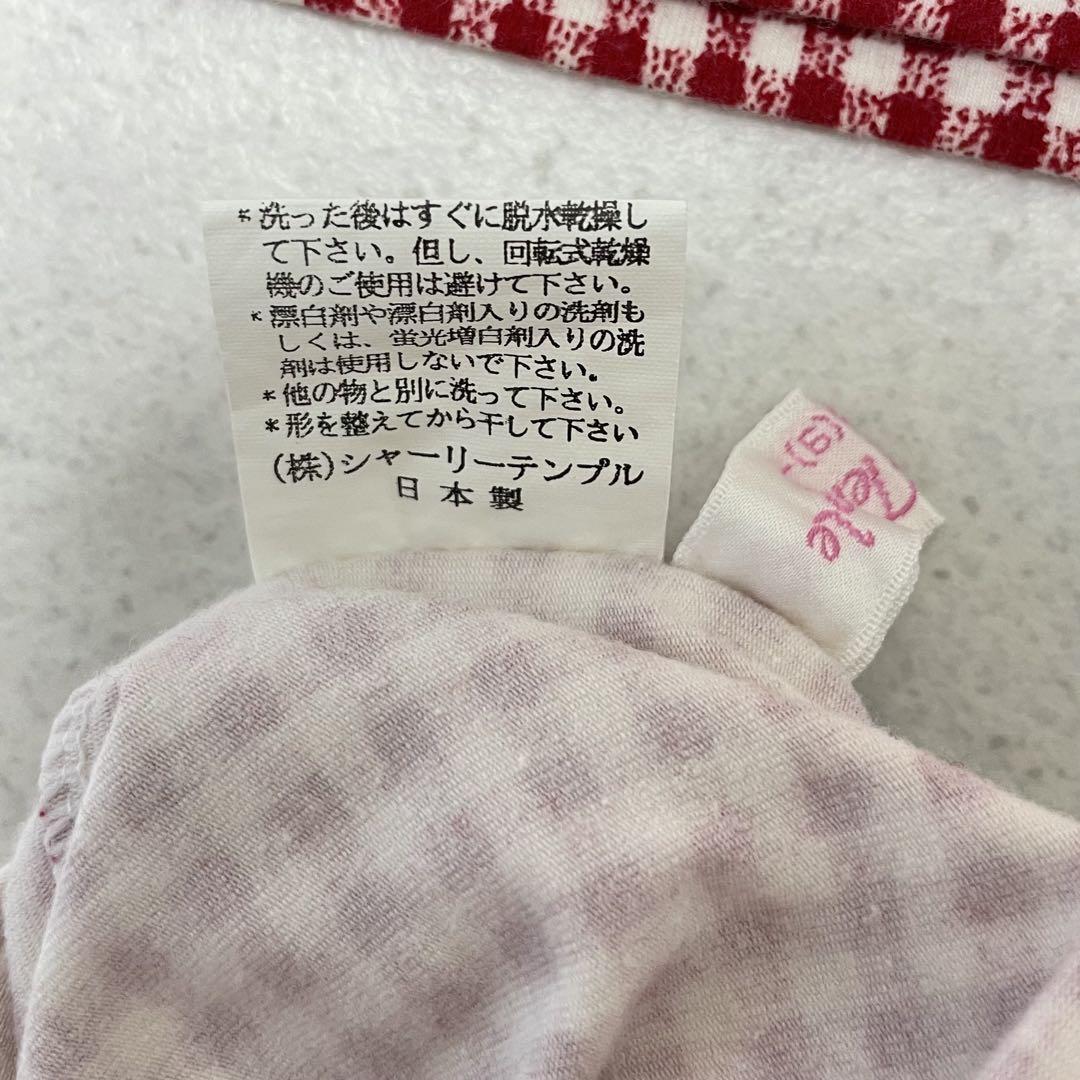 *洗った後はすぐに脱水乾操し
て下さい。但し、回転式乾燥
機のご使用は避けて下さい。
*漂白剤や漂白剤入りの洗剤も
しくは、蛍光増白剤入りの洗
剤は使用しないで下さい。
*他の物と別に洗って下さい。
*形を整えてから干して下さい
(株)シャーリーテンプル
日本製
(9).